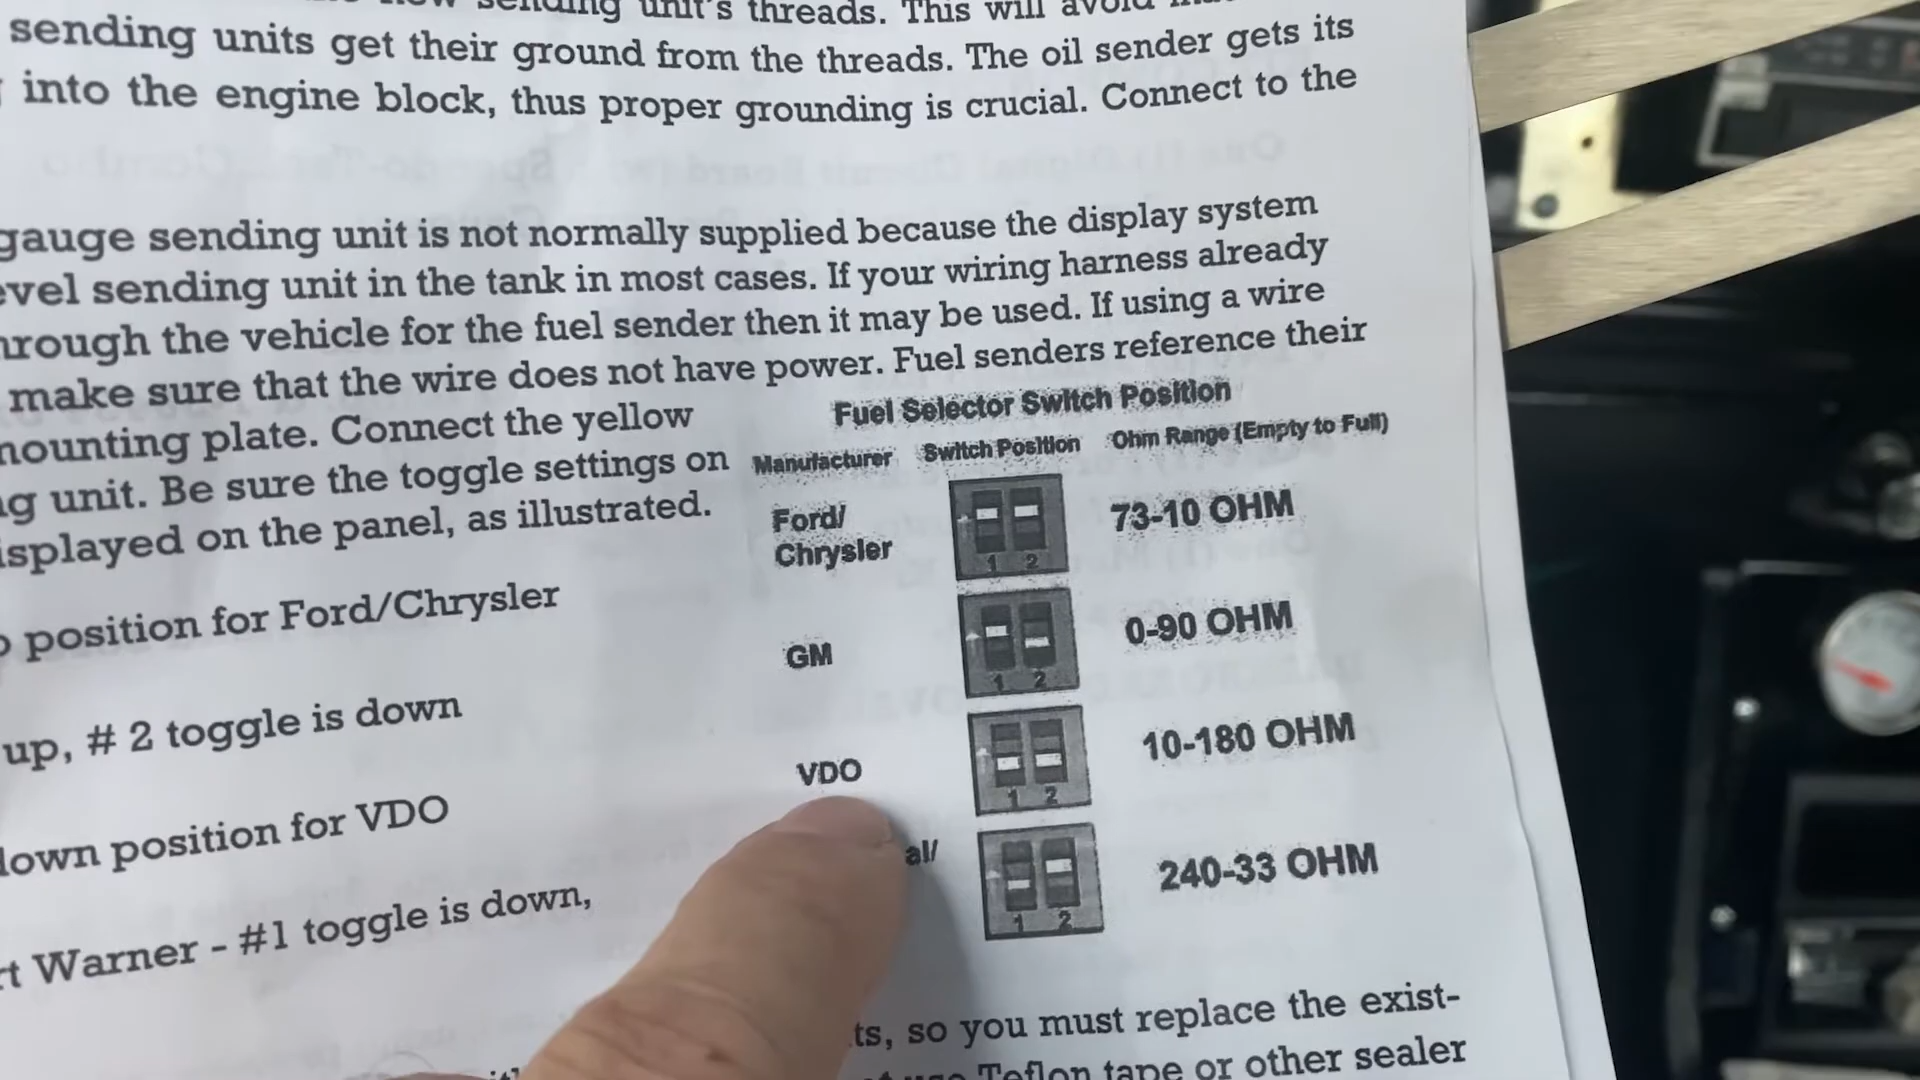 sending unit's threads. This will avoid
sending units get their ground from the threads. The oil sender gets its
into the engine block, thus proper grounding is crucial. Connect to the
gauge sending unit is not normally supplied because the display system
sending unit in the tank in most cases. If your wiring harness already
the vehicle for the fuel sender then it may be used. If using a wire
make sure that the wire does not have power. Fuel senders reference their
plate. Connect the yellow
unit. Be sure the toggle settings on
on the panel, as illustrated.
position for Ford/Chrysler
up, # 2 toggle is down
position for VDO
Warner - #1 toggle is down,
Fuel Selector Switch Position
Manufacturer Switch Position Ohm Range (Empty to Full)
Ford/
Chrysler
1 2
73-10 OHM
GM
1 2
0-90 OHM
VDO
1 2
10-180 OHM
al/
1 2
240-33 OHM
so you must replace the exist-
Teflon tape or other sealer